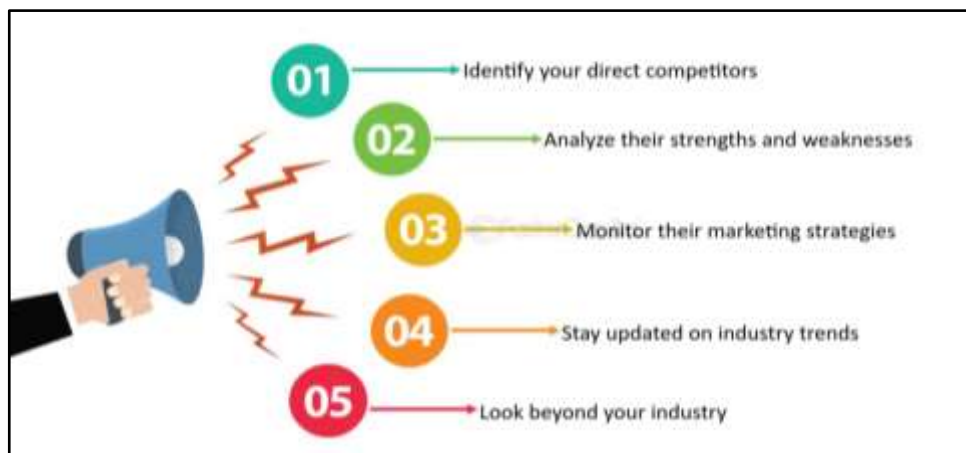 01 Identify your direct competitors
02 Analyze their strengths and weaknesses
03 Monitor their marketing strategies
04 Stay updated on industry trends
05 Look beyond your industry